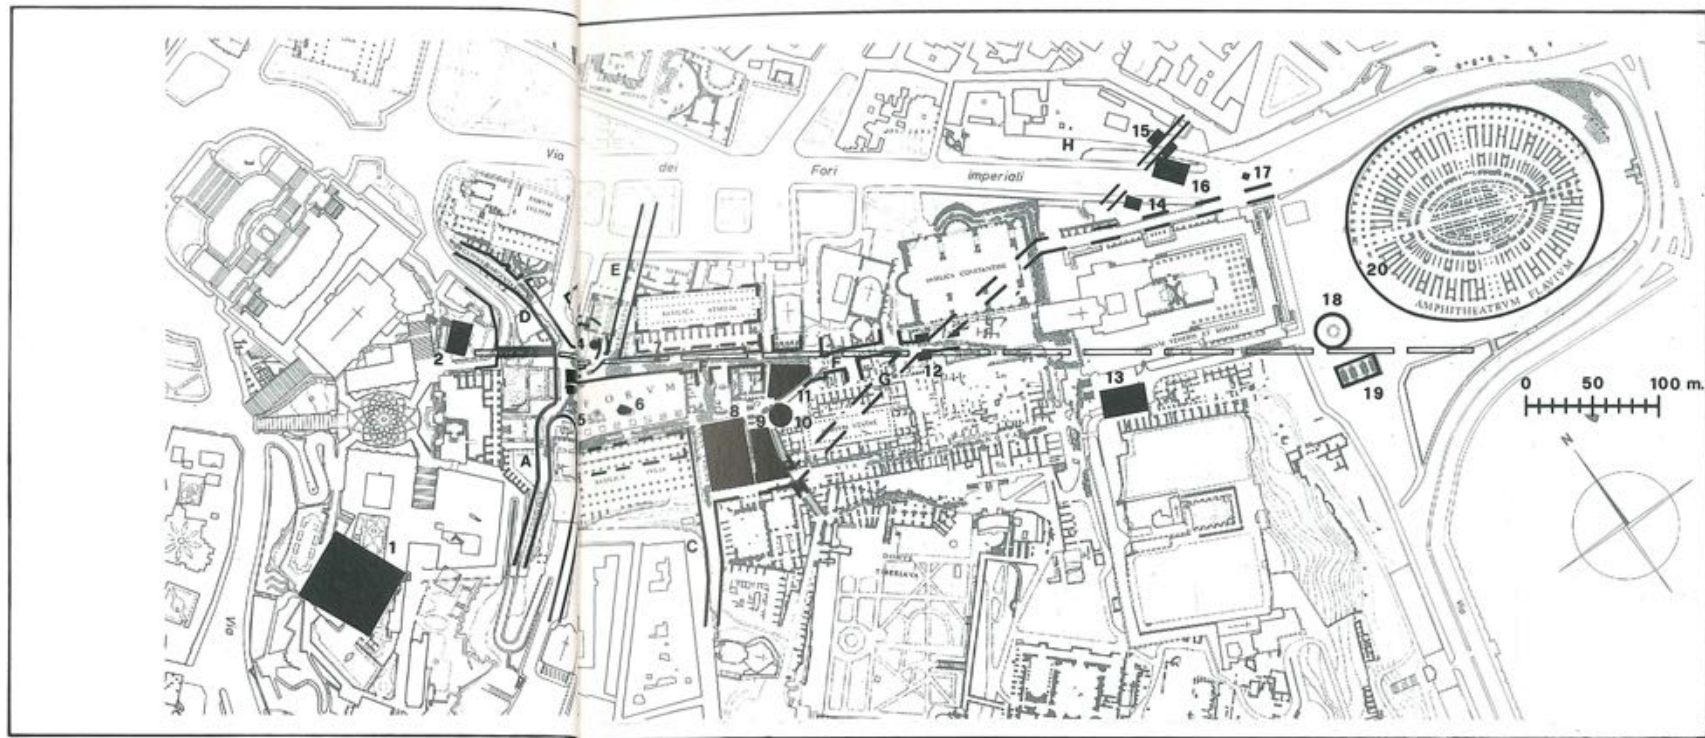 Via dei Fori imperiali
15
H
17
16
14
E
BASILICA CONSTANTINI
20
AMPHITHEATRVM FLAVIVM
18
D
BASILICA AEMILIA
2
F
G
12
19
13
0 50 100 m.
FORVM
6
5
8
9
11
10
A
BASILICA IVLIA
N
C
1
DOMVS
TIBERIANA
Via